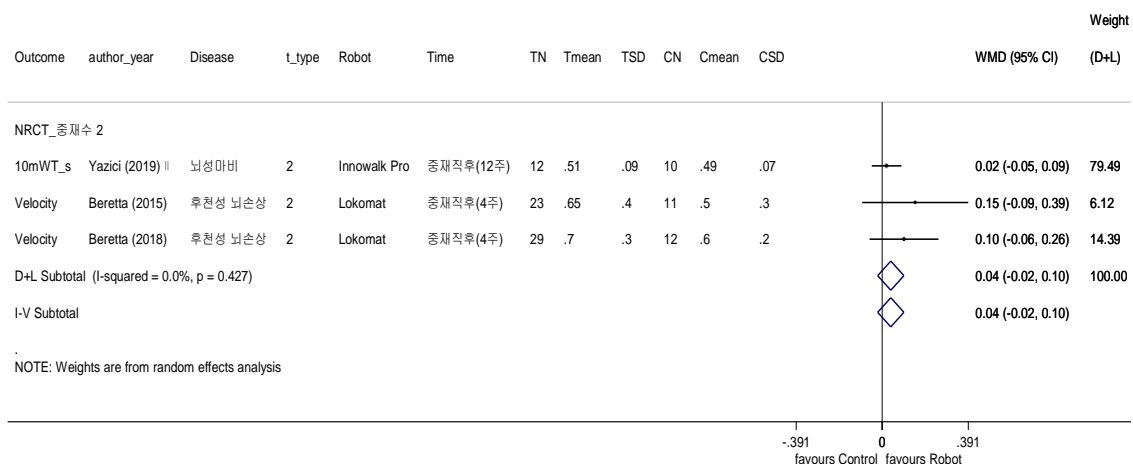 Weight
Outcome author_year Disease t_type Robot Time TN Tmean TSD CN Cmean CSD WMD (95% CI) (D+L)
NRCT_중재수 2
10mWT_s Yazici (2019) ∥ 뇌성마비 2 Innowalk Pro 중재직후(12주) 12 .51 .09 10 .49 .07 0.02 (-0.05, 0.09) 79.49
Velocity Beretta (2015) 후천성 뇌손상 2 Lokomat 중재직후(4주) 23 .65 .4 11 .5 .3 0.15 (-0.09, 0.39) 6.12
Velocity Beretta (2018) 후천성 뇌손상 2 Lokomat 중재직후(4주) 29 .7 .3 12 .6 .2 0.10 (-0.06, 0.26) 14.39
D+L Subtotal (I-squared = 0.0%, p = 0.427) 0.04 (-0.02, 0.10) 100.00
I-V Subtotal 0.04 (-0.02, 0.10)
.
NOTE: Weights are from random effects analysis
-.391 0 .391
favours Control favours Robot